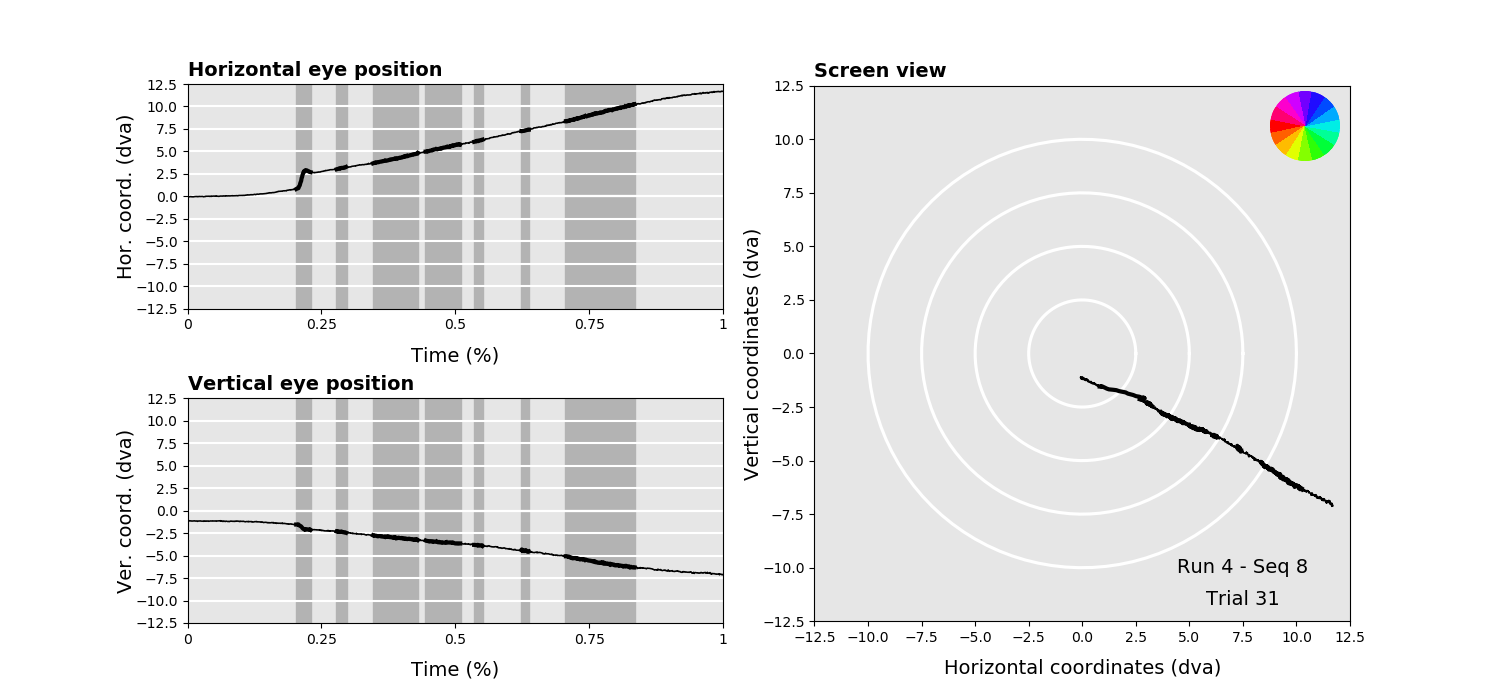 Horizontal eye position
Hor. coord. (dva)
12.5
10.0
7.5
5.0
2.5
0.0
−2.5
−5.0
−7.5
−10.0
−12.5
0 0.25 0.5 0.75 1
Time (%)
Vertical eye position
Ver. coord. (dva)
12.5
10.0
7.5
5.0
2.5
0.0
−2.5
−5.0
−7.5
−10.0
−12.5
0 0.25 0.5 0.75 1
Time (%)
Screen view
Vertical coordinates (dva)
12.5
10.0
7.5
5.0
2.5
0.0
−2.5
−5.0
−7.5
−10.0
−12.5
Run 4 - Seq 8
Trial 31
−12.5 −10.0 −7.5 −5.0 −2.5 0.0 2.5 5.0 7.5 10.0 12.5
Horizontal coordinates (dva)